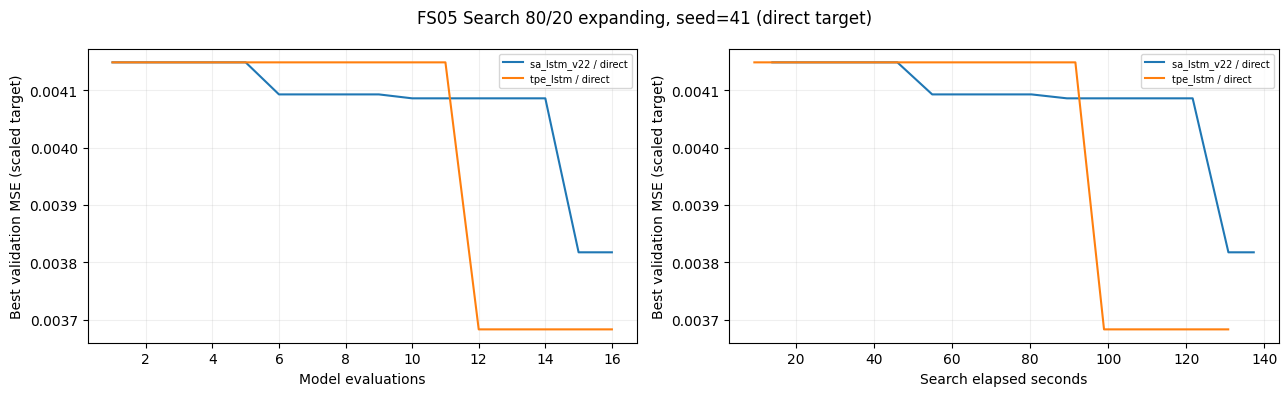 FS05 Search 80/20 expanding, seed=41 (direct target)
Best validation MSE (scaled target)
0.0041
0.0040
0.0039
0.0038
0.0037
sa_lstm_v22 / direct
tpe_lstm / direct
2 4 6 8 10 12 14 16
Model evaluations
Best validation MSE (scaled target)
0.0041
0.0040
0.0039
0.0038
0.0037
sa_lstm_v22 / direct
tpe_lstm / direct
20 40 60 80 100 120 140
Search elapsed seconds